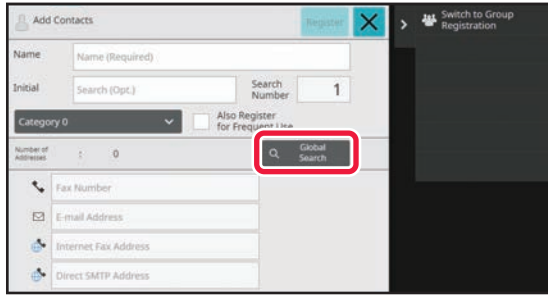 Add Contacts
Register
Switch to Group
Registration
Name
Name (Required)
Initial
Search (Opt.)
Search
Number
1
Category 0
Also Register
for Frequent Use
Number of
Addresses
:
0
Global
Search
Fax Number
E-mail Address
Internet Fax Address
Direct SMTP Address